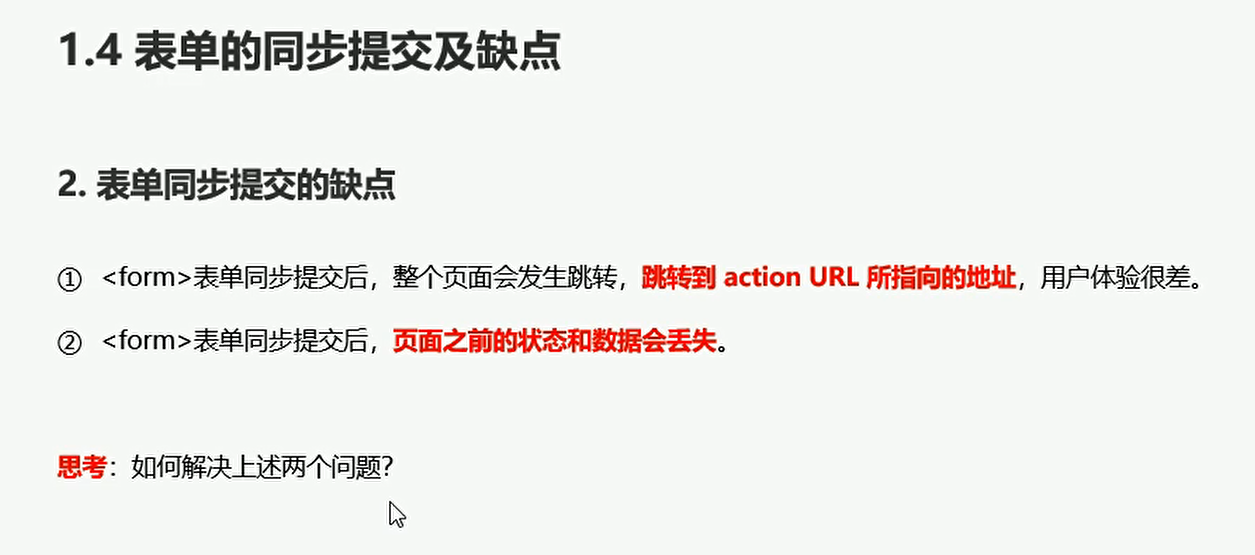 1.4 表单的同步提交及缺点
2. 表单同步提交的缺点
① <form>表单同步提交后，整个页面会发生跳转，跳转到 action URL 所指向的地址，用户体验很差。
② <form>表单同步提交后，页面之前的状态和数据会丢失。
思考：如何解决上述两个问题？